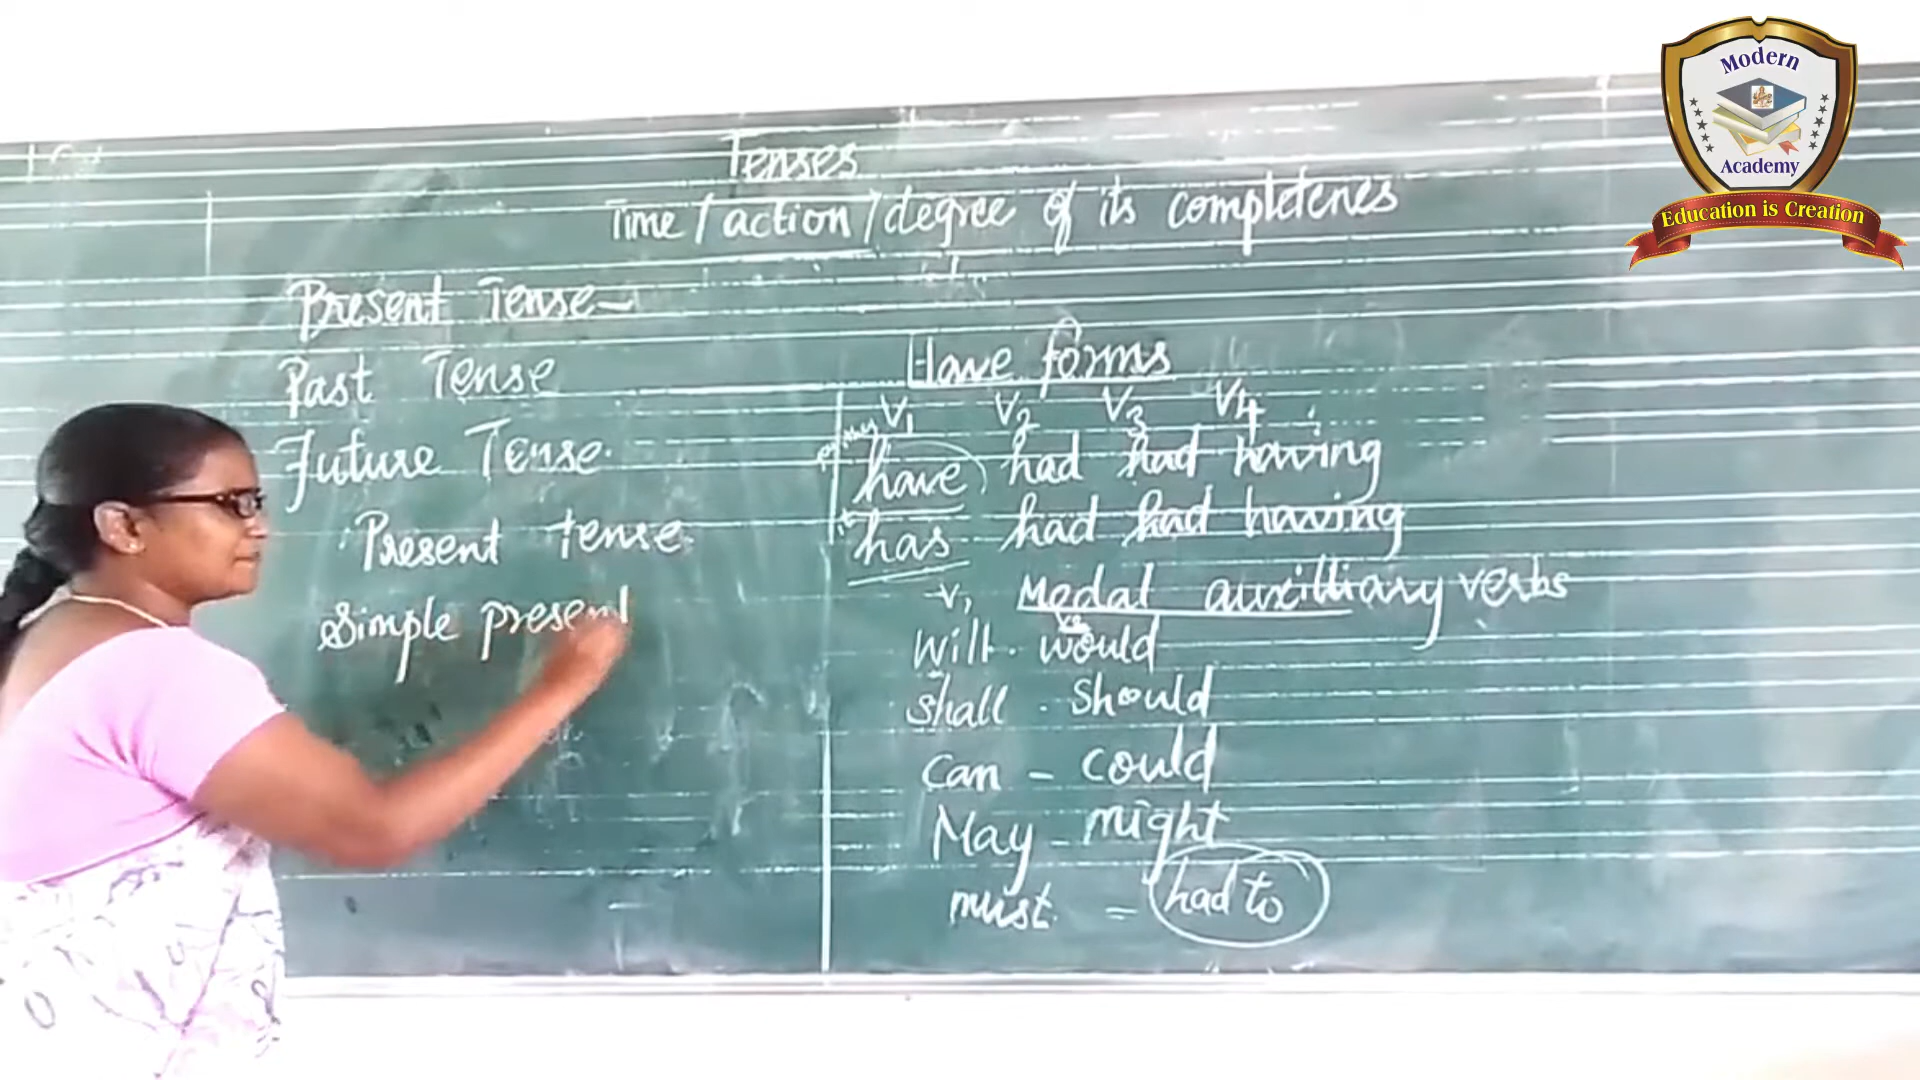 Modern
Academy
Education is Creation
Tenses
Time / action / degree of its completenes
Present Tense-
Past Tense
Future Tense.
Present tense
Simple present
Have forms
V1 V2 V3 V4
have had had having
has had had having
V1 Modal auxilliary verbs
V2
Will. would
Shall. Should
Can - could
May - might
must. = had to